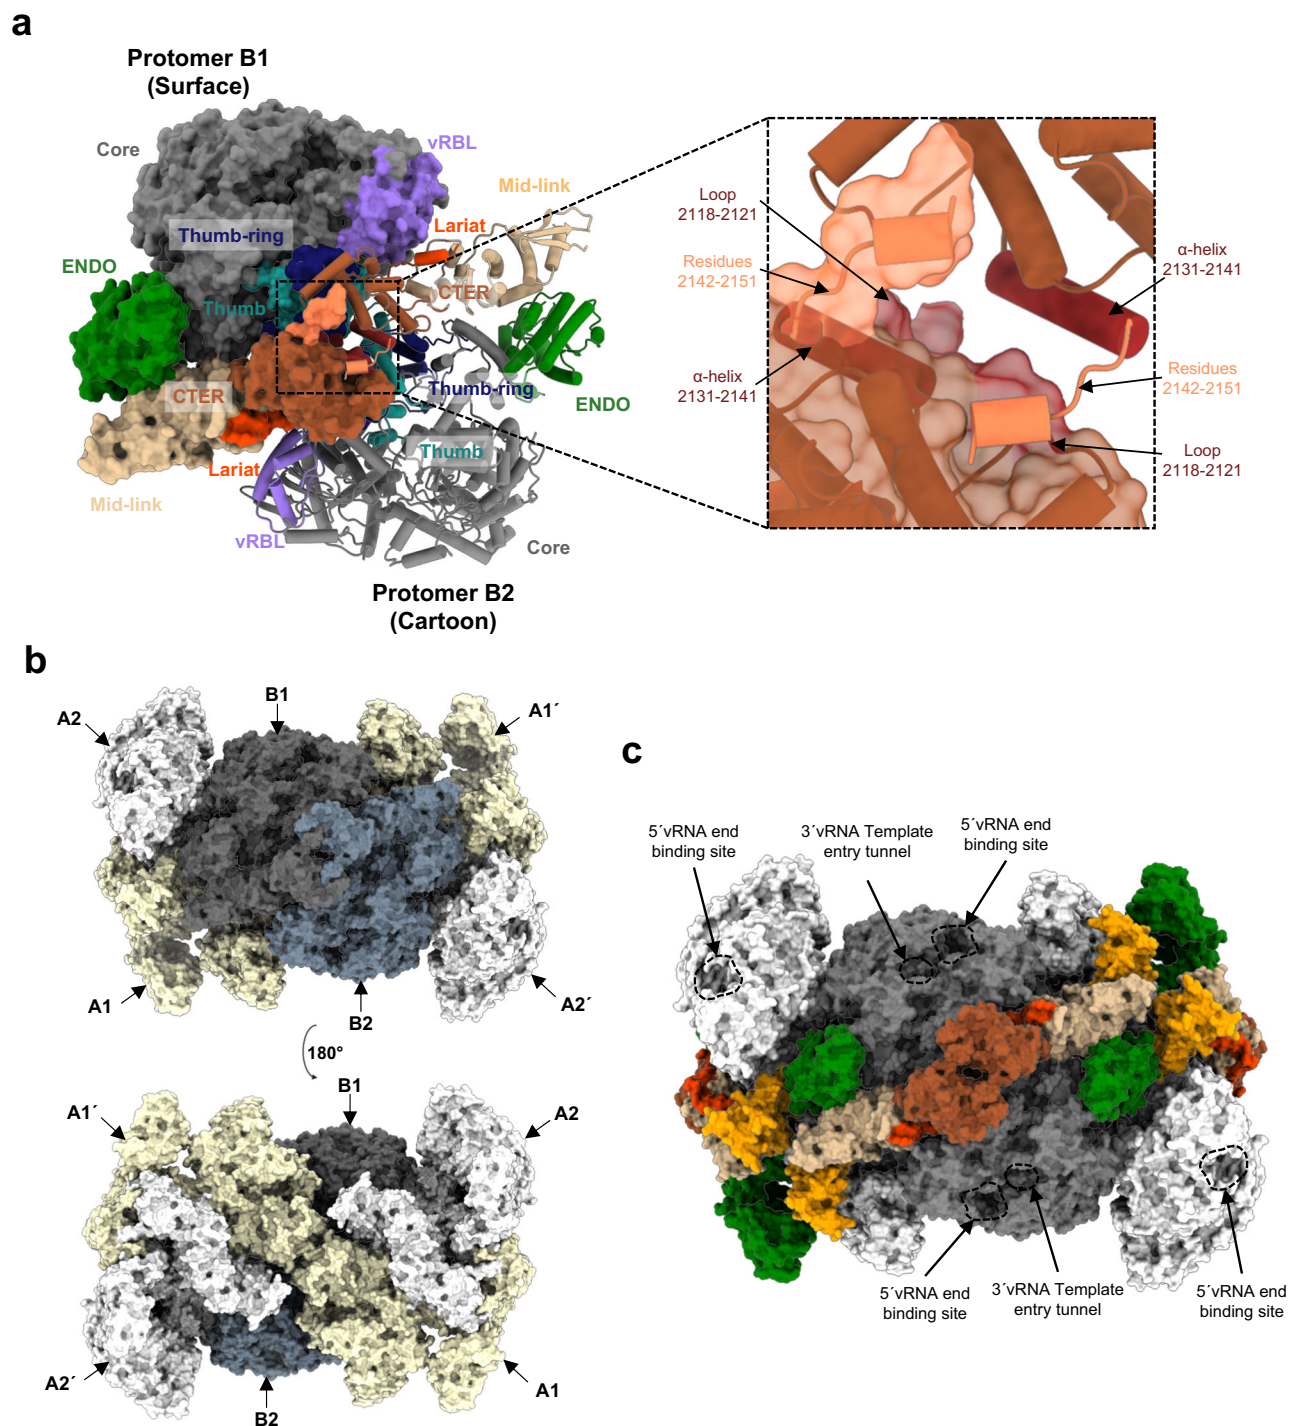 a
Protomer B1
(Surface)
Core
vRBL
Mid-link
Thumb-ring
Lariat
ENDO
Thumb
CTER
CTER
Thumb-ring
ENDO
Lariat
Thumb
Mid-link
vRBL
Core
Protomer B2
(Cartoon)
Loop
2118-2121
Residues
2142-2151
α-helix
2131-2141
α-helix
2131-2141
Residues
2142-2151
Loop
2118-2121
b
B1
A2
A1´
A1
B2
A2´
180°
B1
A1´
A2
A2´
A1
B2
c
5´vRNA end
binding site
3´vRNA Template
entry tunnel
5´vRNA end
binding site
5´vRNA end
binding site
3´vRNA Template
entry tunnel
5´vRNA end
binding site